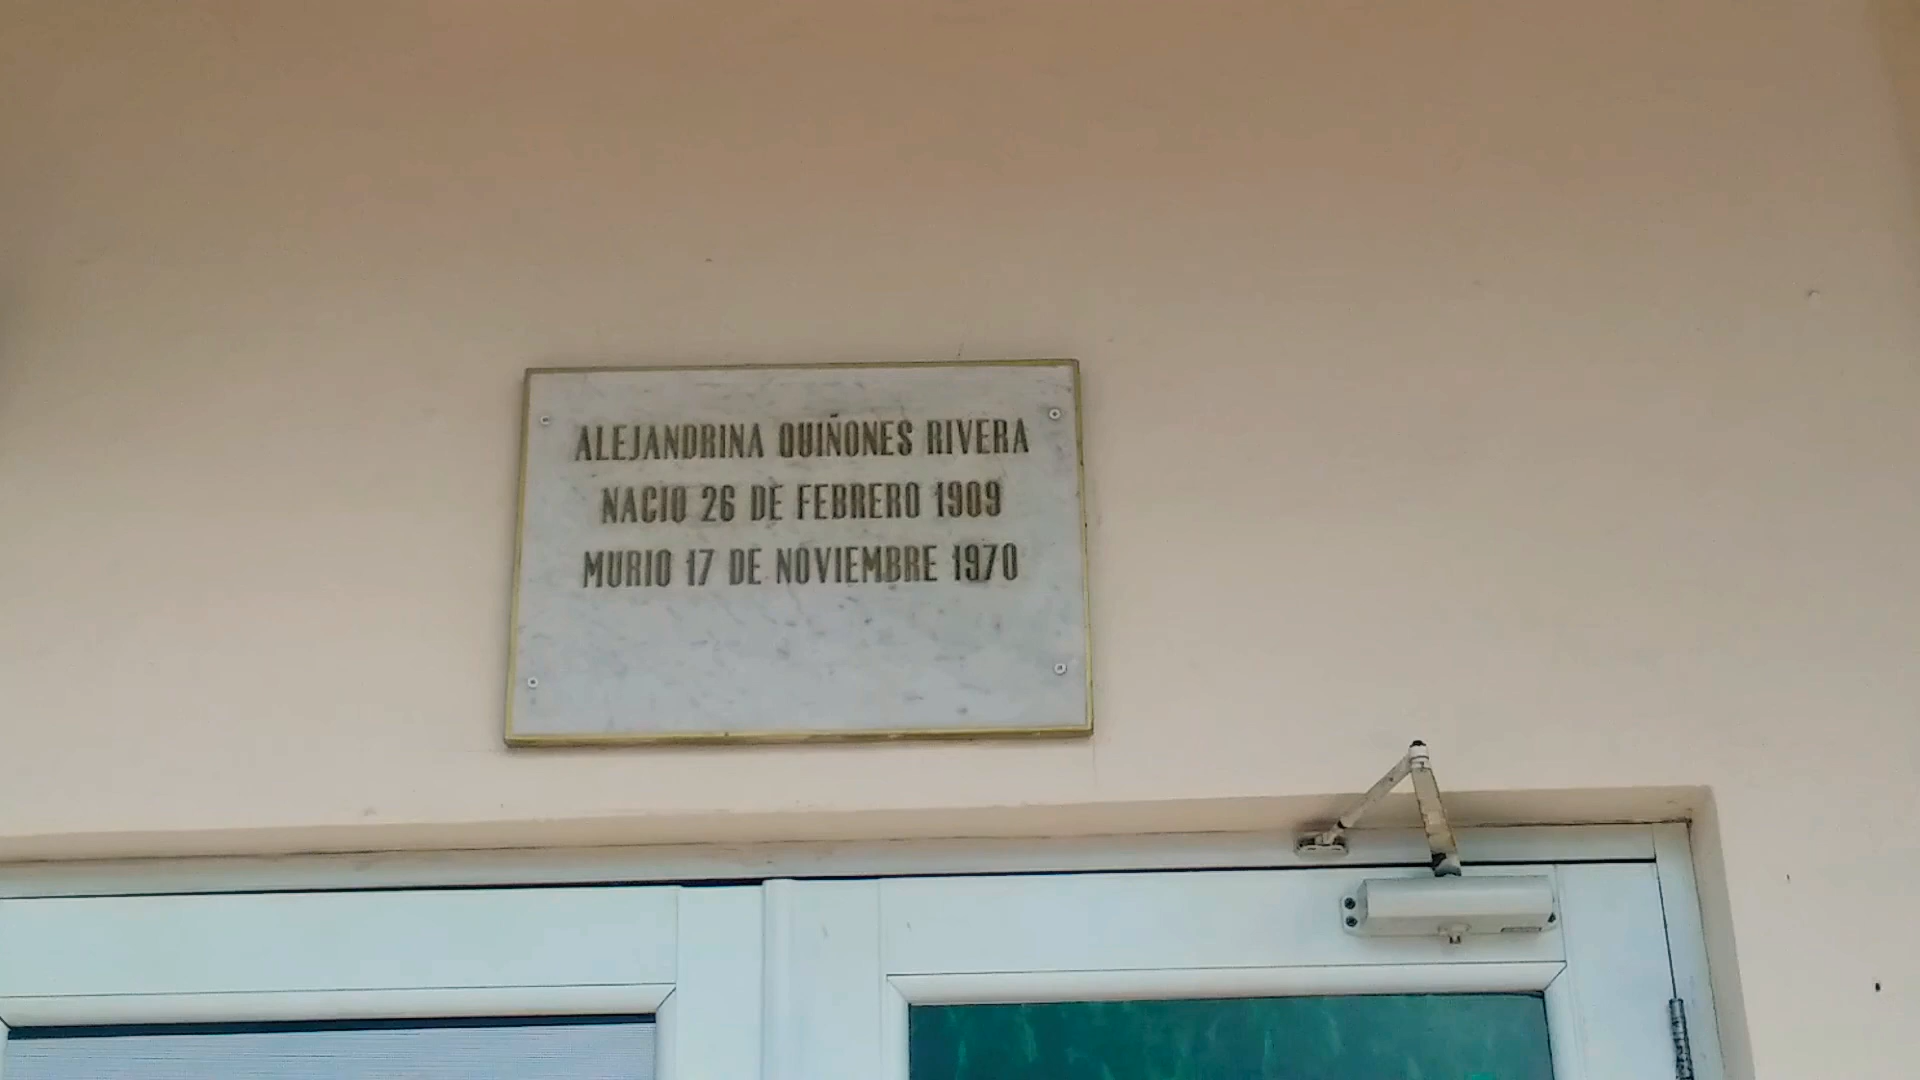 ALEJANDRINA QUIÑONES RIVERA
NACIO 26 DE FEBRERO 1909
MURIO 17 DE NOVIEMBRE 1970